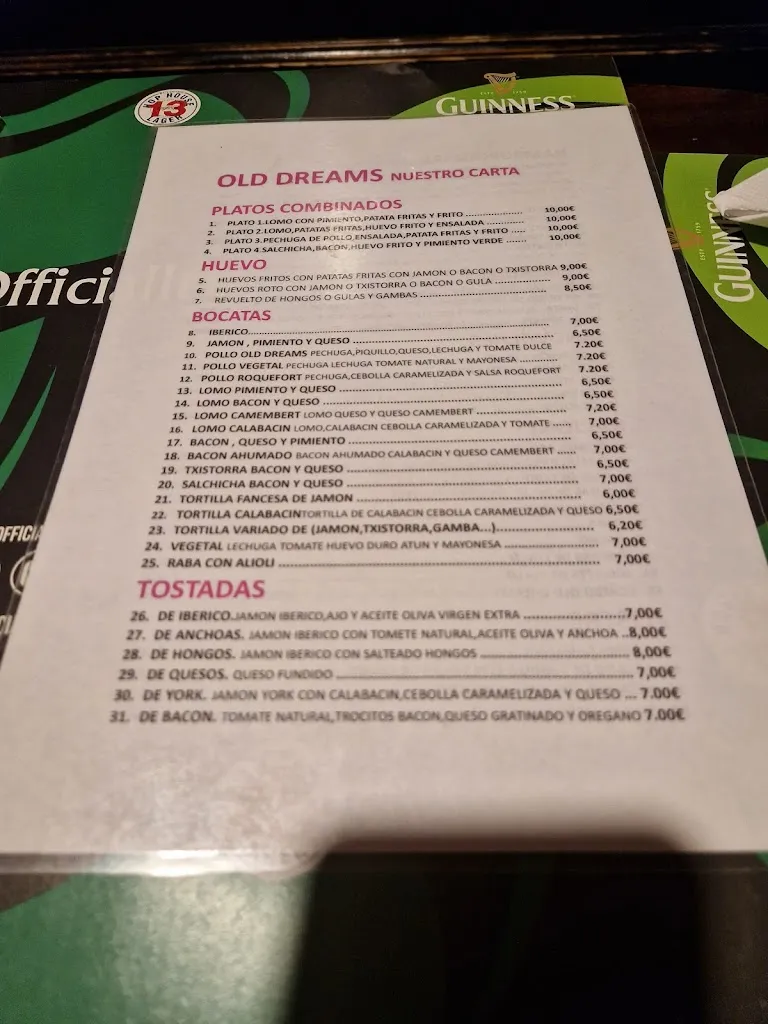 HOP HOUSE
13
LAGER
ESTD 1759
GUINNESS
GUINNESS
Offici
OLD DREAMS NUESTRO CARTA
PLATOS COMBINADOS
1. PLATO 1.LOMO CON PIMIENTO,PATATA FRITAS Y FRITO .................. 10,00€
2. PLATO 2.LOMO,PATATAS FRITAS,HUEVO FRITO Y ENSALADA ............ 10,00€
3. PLATO 3.PECHUGA DE POLLO,ENSALADA,PATATA FRITAS Y FRITO ..... 10,00€
4. PLATO 4.SALCHICHA,BACON,HUEVO FRITO Y PIMIENTO VERDE ........ 10,00€
HUEVO
5. HUEVOS FRITOS CON PATATAS FRITAS CON JAMON O BACON O TXISTORRA 9,00€
6. HUEVOS ROTO CON JAMON O TXISTORRA O BACON O GULA ................ 9,00€
7. REVUELTO DE HONGOS O GULAS Y GAMBAS .............................. 8,50€
BOCATAS
8. IBERICO.................................................................. 7,00€
9. JAMON , PIMIENTO Y QUESO .................................................. 6,50€
10. POLLO OLD DREAMS PECHUGA,PIQUILLO,QUESO,LECHUGA Y TOMATE DULCE 7.20€
11. POLLO VEGETAL PECHUGA LECHUGA TOMATE NATURAL Y MAYONESA ............ 7.20€
12. POLLO ROQUEFORT PECHUGA,CEBOLLA CARAMELIZADA Y SALSA ROQUEFORT 7.20€
13. LOMO PIMIENTO Y QUESO .................................................. 6,50€
14. LOMO BACON Y QUESO .................................................. 6,50€
15. LOMO CAMEMBERT LOMO QUESO Y QUESO CAMEMBERT ..................... 7,20€
16. LOMO CALABACIN LOMO,CALABACIN CEBOLLA CARAMELIZADA Y TOMATE ...... 7,00€
17. BACON , QUESO Y PIMIENTO .................................................. 6,50€
18. BACON AHUMADO BACON AHUMADO CALABACIN Y QUESO CAMEMBERT ...... 7,00€
19. TXISTORRA BACON Y QUESO .................................................. 6,50€
20. SALCHICHA BACON Y QUESO .................................................. 7,00€
21. TORTILLA FANCESA DE JAMON .................................................. 6,00€
22. TORTILLA CALABACINTORTILLA DE CALABACIN CEBOLLA CARAMELIZADA Y QUESO 6,50€
23. TORTILLA VARIADO DE (JAMON,TXISTORRA,GAMBA...)......................... 6,20€
24. VEGETAL LECHUGA TOMATE HUEVO DURO ATUN Y MAYONESA ..................... 7,00€
25. RABA CON ALIOLI .................................................. 7,00€
TOSTADAS
26. DE IBERICO.JAMON IBERICO,AJO Y ACEITE OLIVA VIRGEN EXTRA .........................7,00€
27. DE ANCHOAS. JAMON IBERICO CON TOMETE NATURAL,ACEITE OLIVA Y ANCHOA ..8,00€
28. DE HONGOS. JAMON IBERICO CON SALTEADO HONGOS .............................. 8,00€
29. DE QUESOS. QUESO FUNDIDO .................................................. 7,00€
30. DE YORK. JAMON YORK CON CALABACIN,CEBOLLA CARAMELIZADA Y QUESO ... 7.00€
31. DE BACON. TOMATE NATURAL,TROCITOS BACON,QUESO GRATINADO Y OREGANO 7.00€